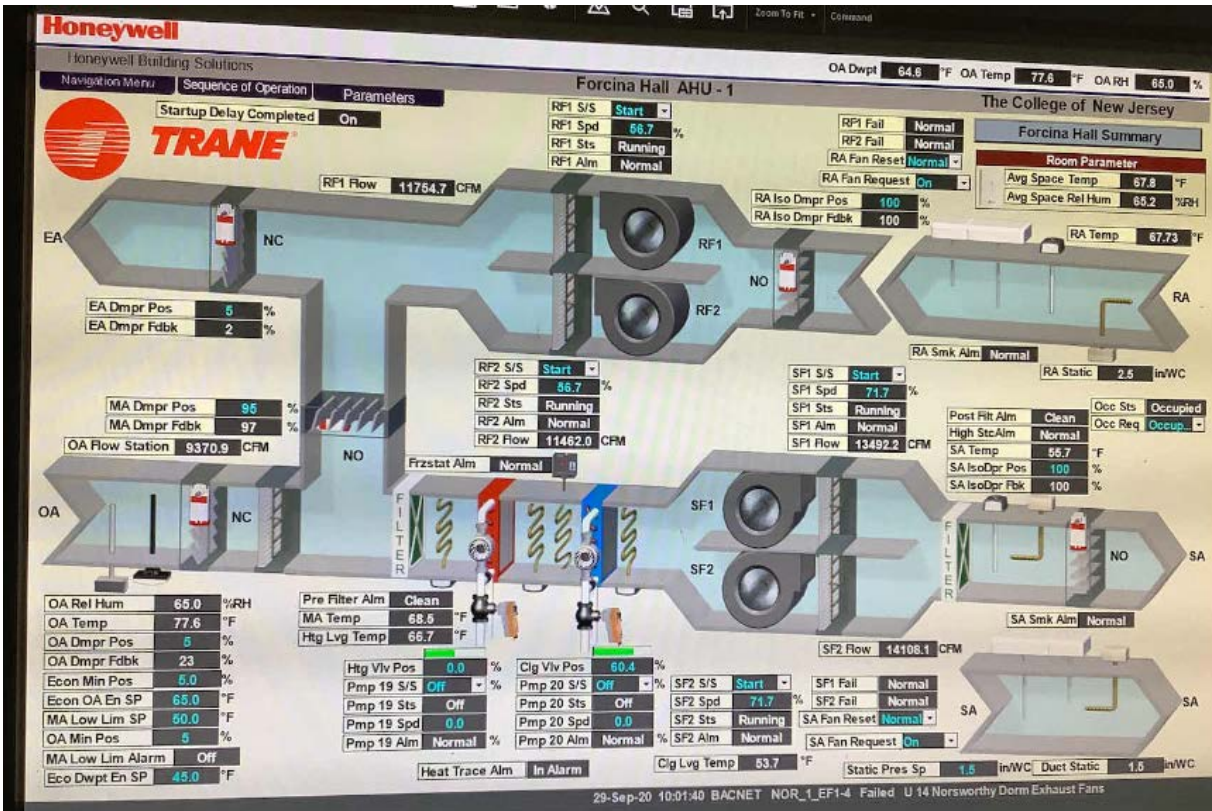 Zoom To Fit
Command
Honeywell
Honeywell Building Solutions
OA Dwpt 64.6 °F OA Temp 77.6 °F OA RH 65.0 %
Navigation Menu Sequence of Operation Parameters
Forcina Hall AHU - 1
The College of New Jersey
Startup Delay Completed On
Forcina Hall Summary
TRANE
RF1 S/S Start
RF1 Spd 56.7 %
RF1 Sts Running
RF1 Alm Normal
RF1 Fail Normal
RF2 Fail Normal
RA Fan Reset Normal
RA Fan Request On
Room Parameter
Avg Space Temp 67.8 °F
Avg Space Rel Hum 65.2 %RH
RF1 Flow 11754.7 CFM
RA Iso Dmpr Pos 100 %
RA Iso Dmpr Fdbk 100 %
RA Temp 67.73 °F
EA
NC
RF1
RF2
NO
RA
EA Dmpr Pos 5 %
EA Dmpr Fdbk 2 %
RA Smk Alm Normal
RA Static 2.5 in/WC
RF2 S/S Start
RF2 Spd 56.7 %
RF2 Sts Running
RF2 Alm Normal
RF2 Flow 11462.0 CFM
SF1 S/S Start
SF1 Spd 71.7 %
SF1 Sts Running
SF1 Alm Normal
SF1 Flow 13492.2 CFM
MA Dmpr Pos 95 %
MA Dmpr Fdbk 97 %
OA Flow Station 9370.9 CFM
NO
Post Filt Alm Clean
High StcAlm Normal
SA Temp 55.7 °F
SA IsoDpr Pos 100 %
SA IsoDpr Fbk 100 %
Occ Sts Occupied
Occ Req Occup...
Frzstat Alm Normal
OA
NC
FILTER
SF1
SF2
FILTER
NO
SA
OA Rel Hum 65.0 %RH
OA Temp 77.6 °F
OA Dmpr Pos 5 %
OA Dmpr Fdbk 23 %
Econ Min Pos 5.0 %
Econ OA En SP 65.0 °F
MA Low Lim SP 50.0 °F
OA Min Pos 5 %
MA Low Lim Alarm Off
Eco Dwpt En SP 45.0 °F
Pre Filter Alm Clean
MA Temp 68.5 °F
Htg Lvg Temp 66.7 °F
SA Smk Alm Normal
Htg Vlv Pos 0.0 %
Pmp 19 S/S Off %
Pmp 19 Sts Off
Pmp 19 Spd 0.0
Pmp 19 Alm Normal %
Clg Vlv Pos 60.4 %
Pmp 20 S/S Off %
Pmp 20 Sts Off
Pmp 20 Spd 0.0
Pmp 20 Alm Normal %
SF2 Flow 14108.1 CFM
SF2 S/S Start
SF2 Spd 71.7 %
SF2 Sts Running
SF2 Alm Normal
SF1 Fail Normal
SF2 Fail Normal
SA Fan Reset Normal
SA Fan Request On
SA
SA
Heat Trace Alm In Alarm
Clg Lvg Temp 53.7 °F
Static Pres Sp 1.5 in/WC Duct Static 1.5 in/WC
29-Sep-20 10:01:40 BACNET NOR_1_EF1-4 Failed U 14 Norsworthy Dorm Exhaust Fans